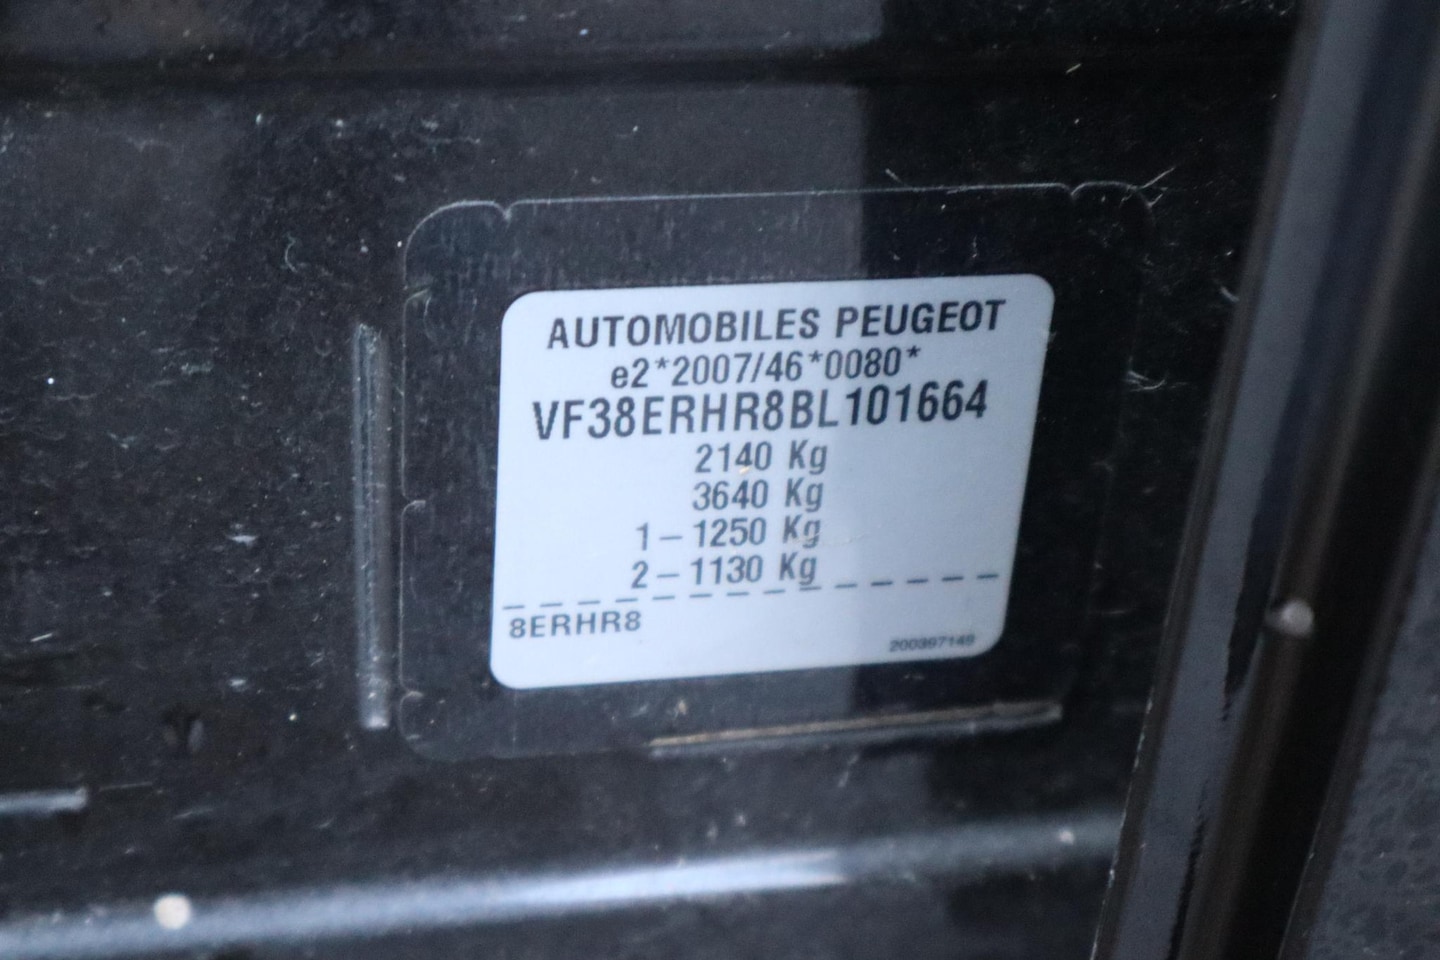 AUTOMOBILES PEUGEOT
e2*2007/46*0080*
VF38ERHR8BL101664
2140 Kg
3640 Kg
1-1250 Kg
2-1130 Kg
8ERHR8
200397149